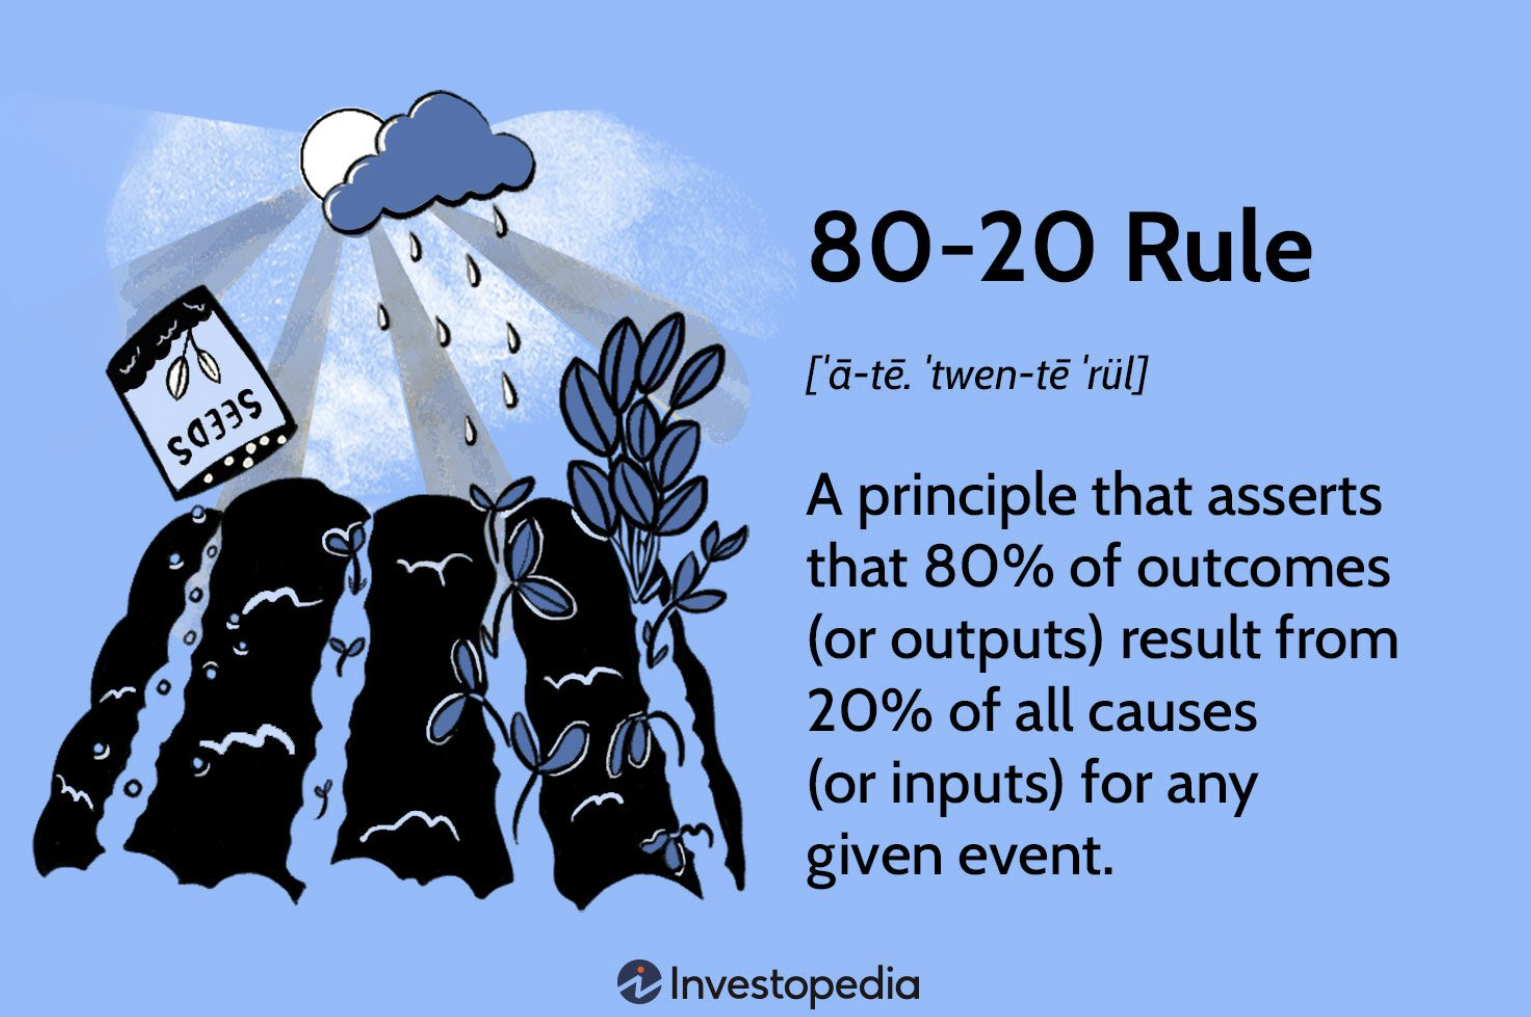 SEEDS
80-20 Rule
['ā-tē. 'twen-tē 'rül]
A principle that asserts
that 80% of outcomes
(or outputs) result from
20% of all causes
(or inputs) for any
given event.
Investopedia